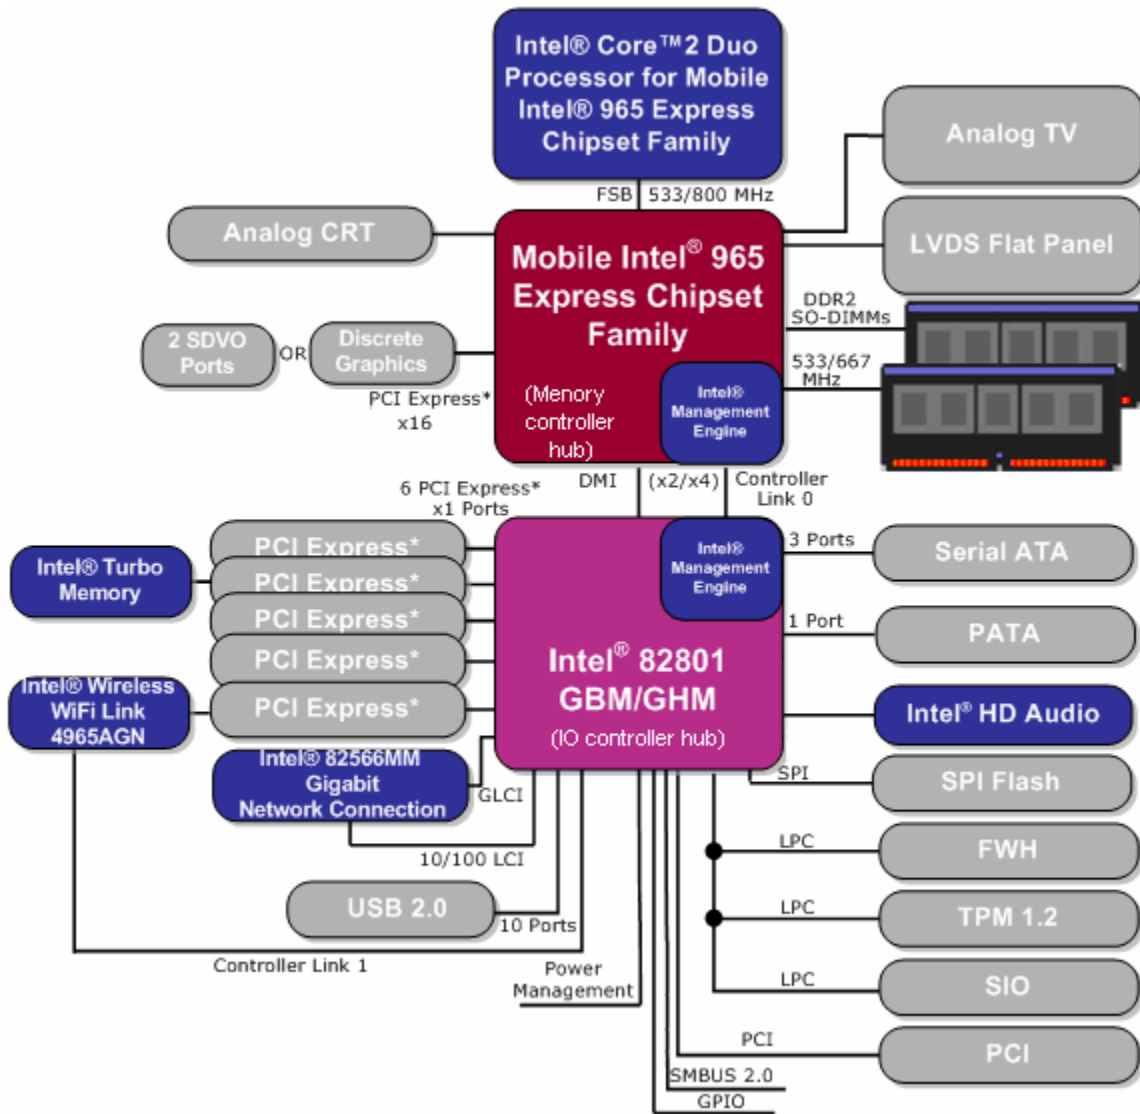 Intel® Core™2 Duo
Processor for Mobile
Intel® 965 Express
Chipset Family
FSB 533/800 MHz
Analog TV
Analog CRT
LVDS Flat Panel
Mobile Intel® 965
Express Chipset
Family
(Menory
controller
hub)
Intel®
Management
Engine
2 SDVO
Ports
OR
Discrete
Graphics
PCI Express*
x16
DDR2
SO-DIMMs
533/667
MHz
DMI (x2/x4)
Controller
Link 0
6 PCI Express*
x1 Ports
PCI Express*
PCI Express*
PCI Express*
PCI Express*
PCI Express*
Intel® Turbo
Memory
Intel® Wireless
WiFi Link
4965AGN
Intel® 82566MM
Gigabit
Network Connection
GLCI
10/100 LCI
Intel®
Management
Engine
Intel® 82801
GBM/GHM
(IO controller hub)
3 Ports
Serial ATA
1 Port
PATA
Intel® HD Audio
SPI
SPI Flash
LPC
FWH
LPC
TPM 1.2
LPC
SIO
PCI
PCI
USB 2.0
10 Ports
Controller Link 1
Power
Management
SMBUS 2.0
GPIO